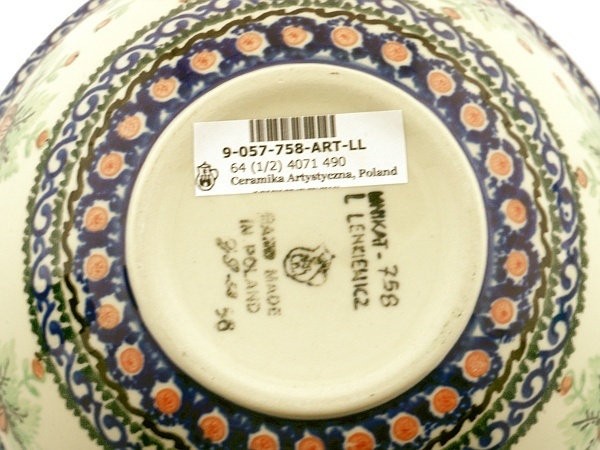 9-057-758-ART-LL
64 (1/2) 4071 490
Ceramika Artystyczna, Poland
UNIKAT - 758
L LENKIEWICZ
HAND MADE
IN POLAND